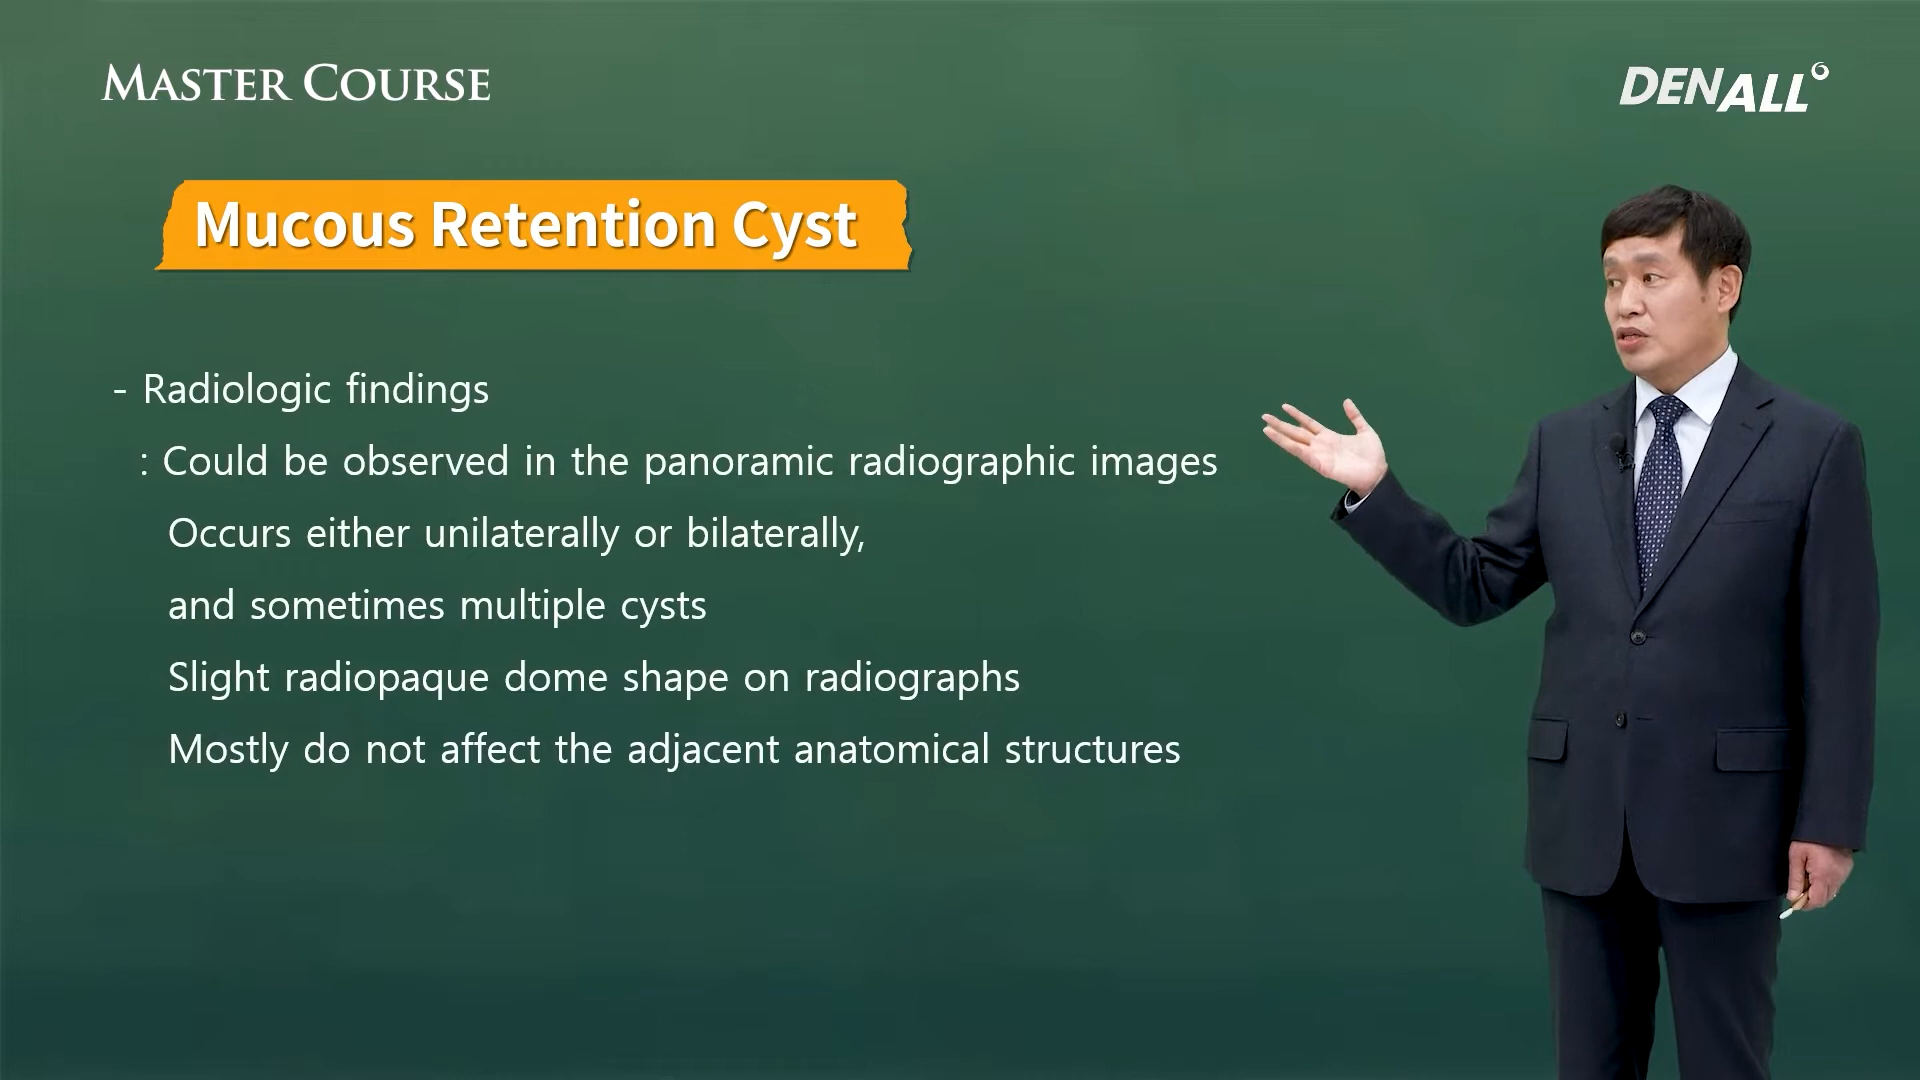 MASTER COURSE
DENALL
Mucous Retention Cyst
- Radiologic findings
: Could be observed in the panoramic radiographic images
Occurs either unilaterally or bilaterally,
and sometimes multiple cysts
Slight radiopaque dome shape on radiographs
Mostly do not affect the adjacent anatomical structures